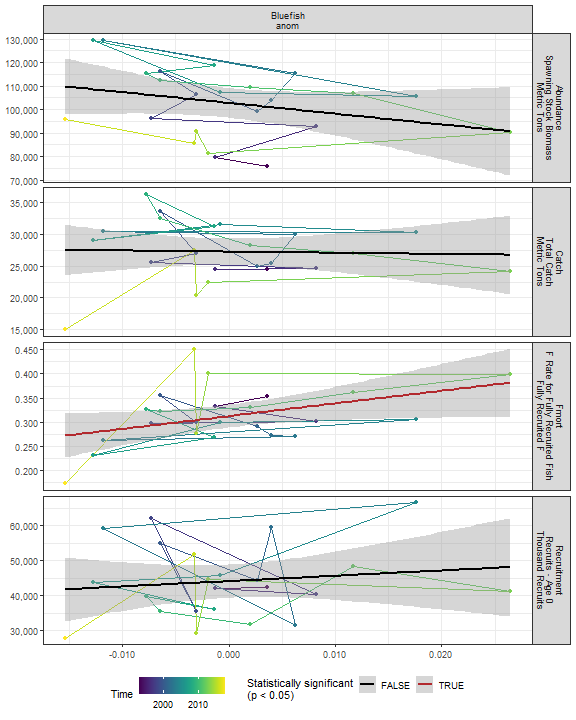 Bluefish
anom
130,000
120,000
110,000
100,000
90,000
80,000
70,000
Abundance
Spawning Stock Biomass
Metric Tons
35,000
30,000
25,000
20,000
15,000
Catch
Total Catch
Metric Tons
0.450
0.400
0.350
0.300
0.250
0.200
Fmort
F Rate for Fully Recruited Fish
Fully Recruited F
60,000
50,000
40,000
30,000
Recruitment
Recruits - Age 0
Thousand Recruits
-0.010
0.000
0.010
0.020
Time
2000
2010
Statistically significant
(p < 0.05)
FALSE
TRUE